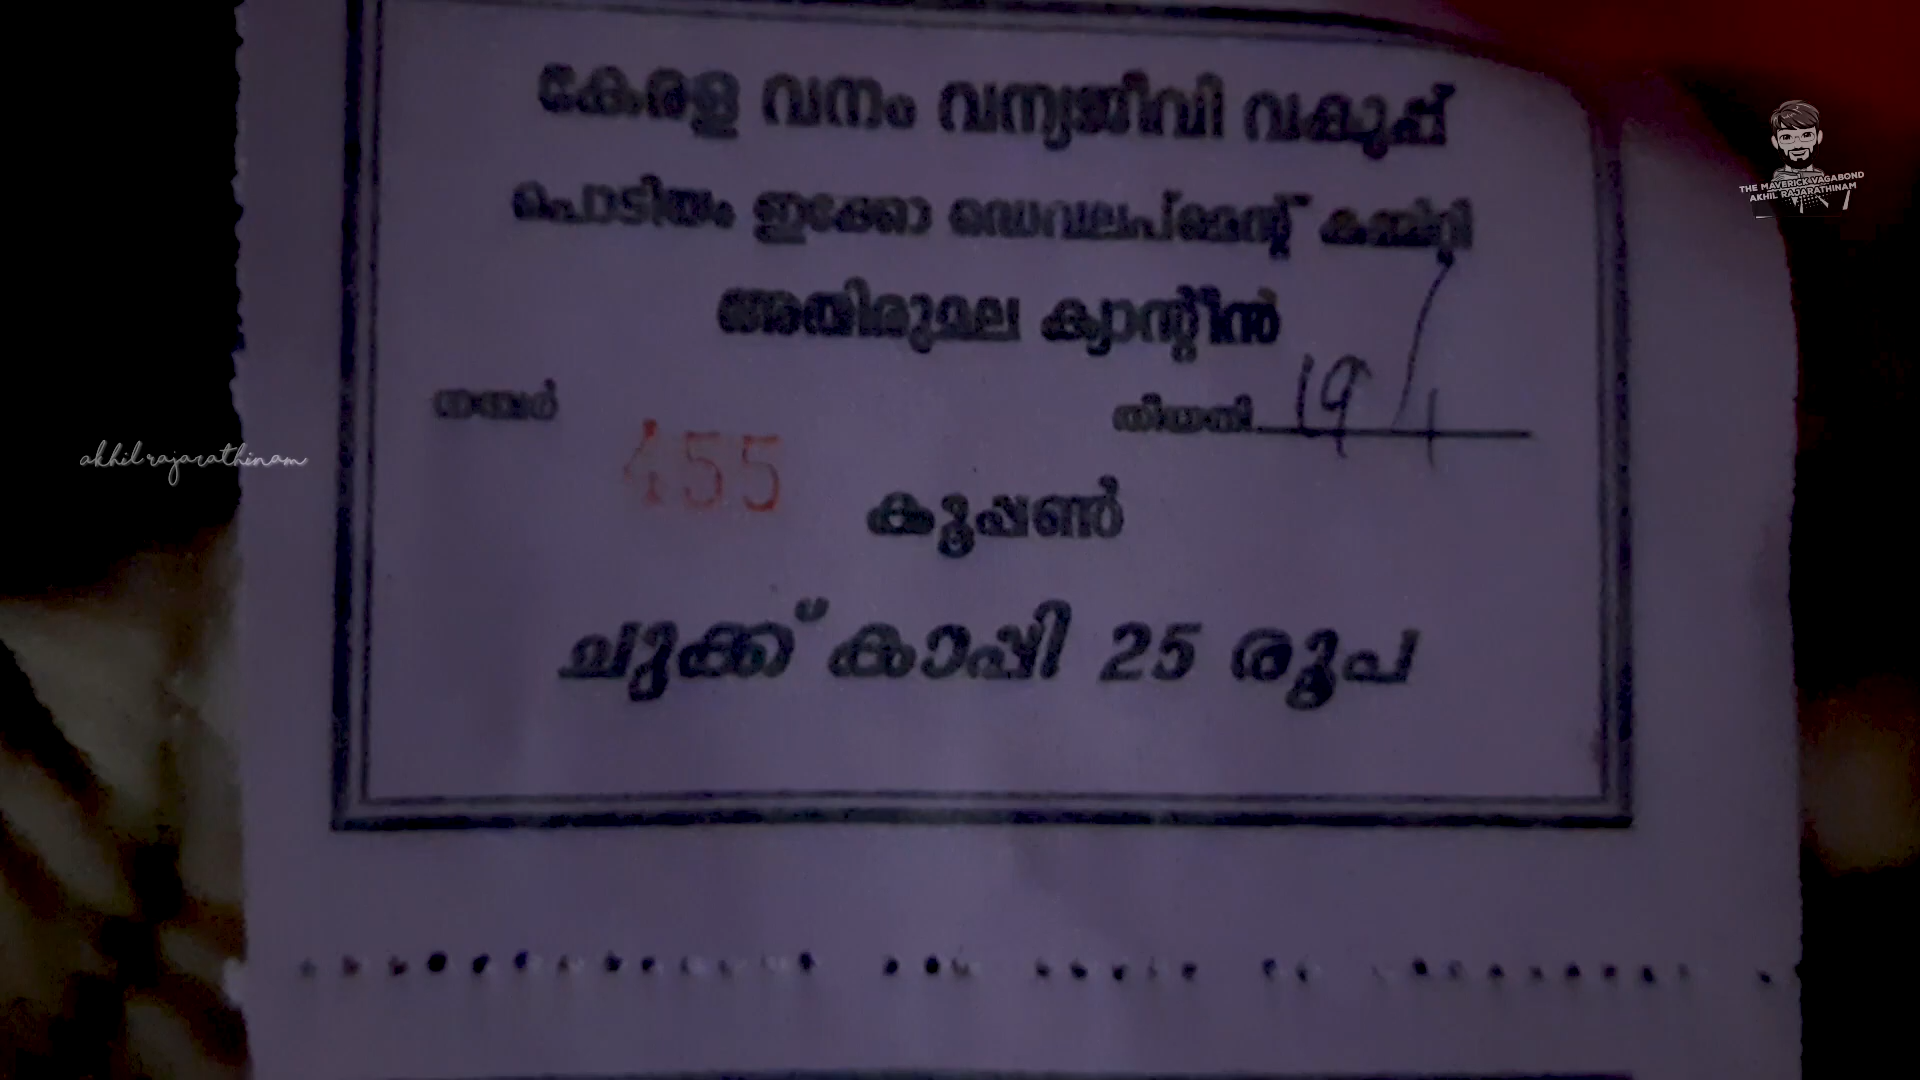 കേരള വനം വന്യജീവി വകുപ്പ്
പൊടിയം ഇക്കോ ഡെവലപ്മെന്റ് കമ്മിറ്റി
അതിരുമല ക്യാന്റീൻ
നമ്പർ 455 തീയതി 19/1
കൂപ്പൺ
ചുക്ക് കാപ്പി 25 രൂപ
akhil rajarathinam
THE MAVERICK VAGABOND
AKHIL RAJARATHINAM